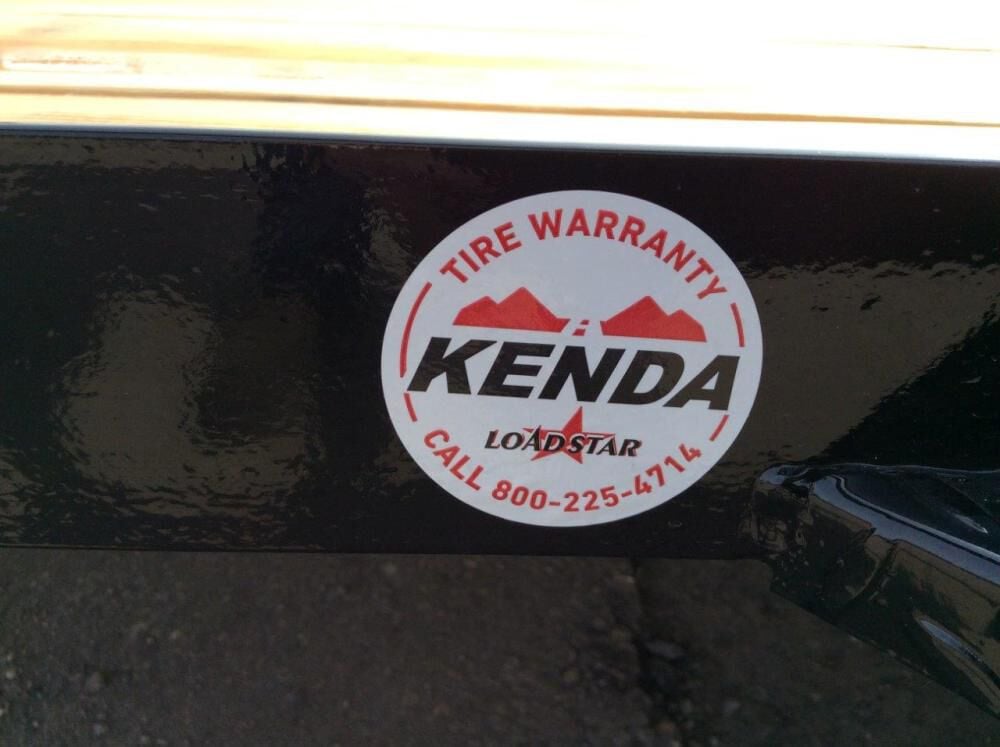 TIRE WARRANTY
KENDA
LOADSTAR
CALL 800-225-4714